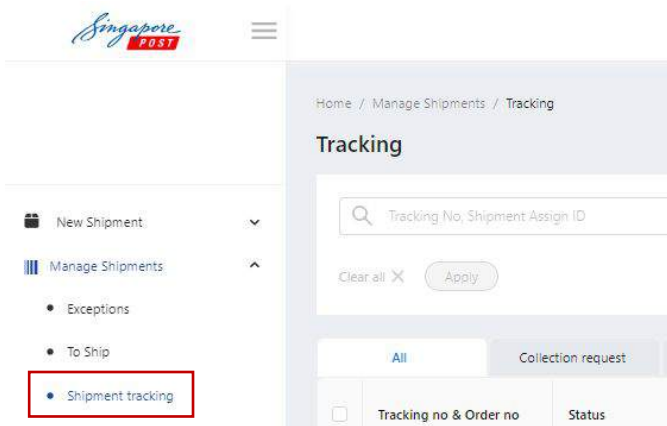 Singapore
POST
Home / Manage Shipments / Tracking
Tracking
New Shipment
Tracking No, Shipment Assign ID
Manage Shipments
Clear all
Apply
Exceptions
To Ship
All
Collection request
Shipment tracking
Tracking no & Order no
Status